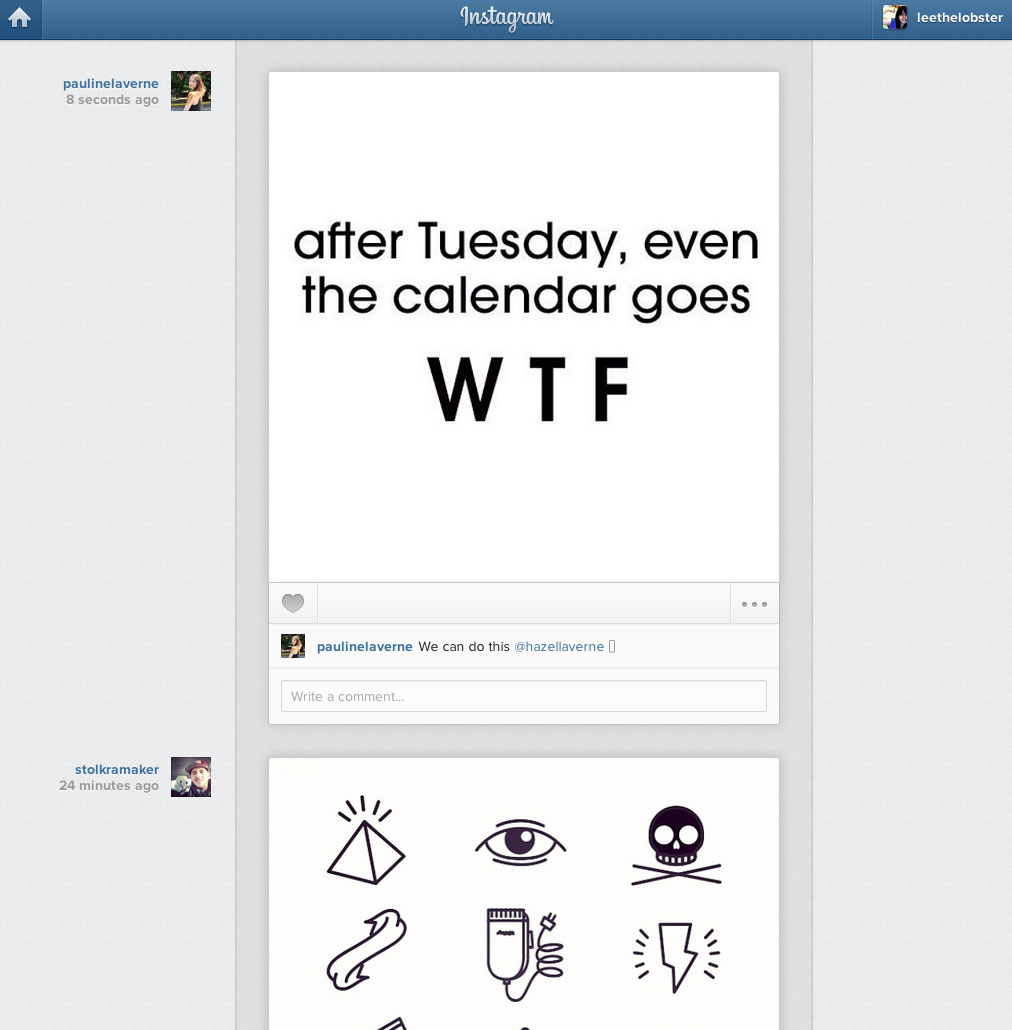 Instagram
leethelobster
paulinelaverne
8 seconds ago
after Tuesday, even
the calendar goes
W T F
paulinelaverne We can do this @hazellaverne
Write a comment...
stolkramaker
24 minutes ago